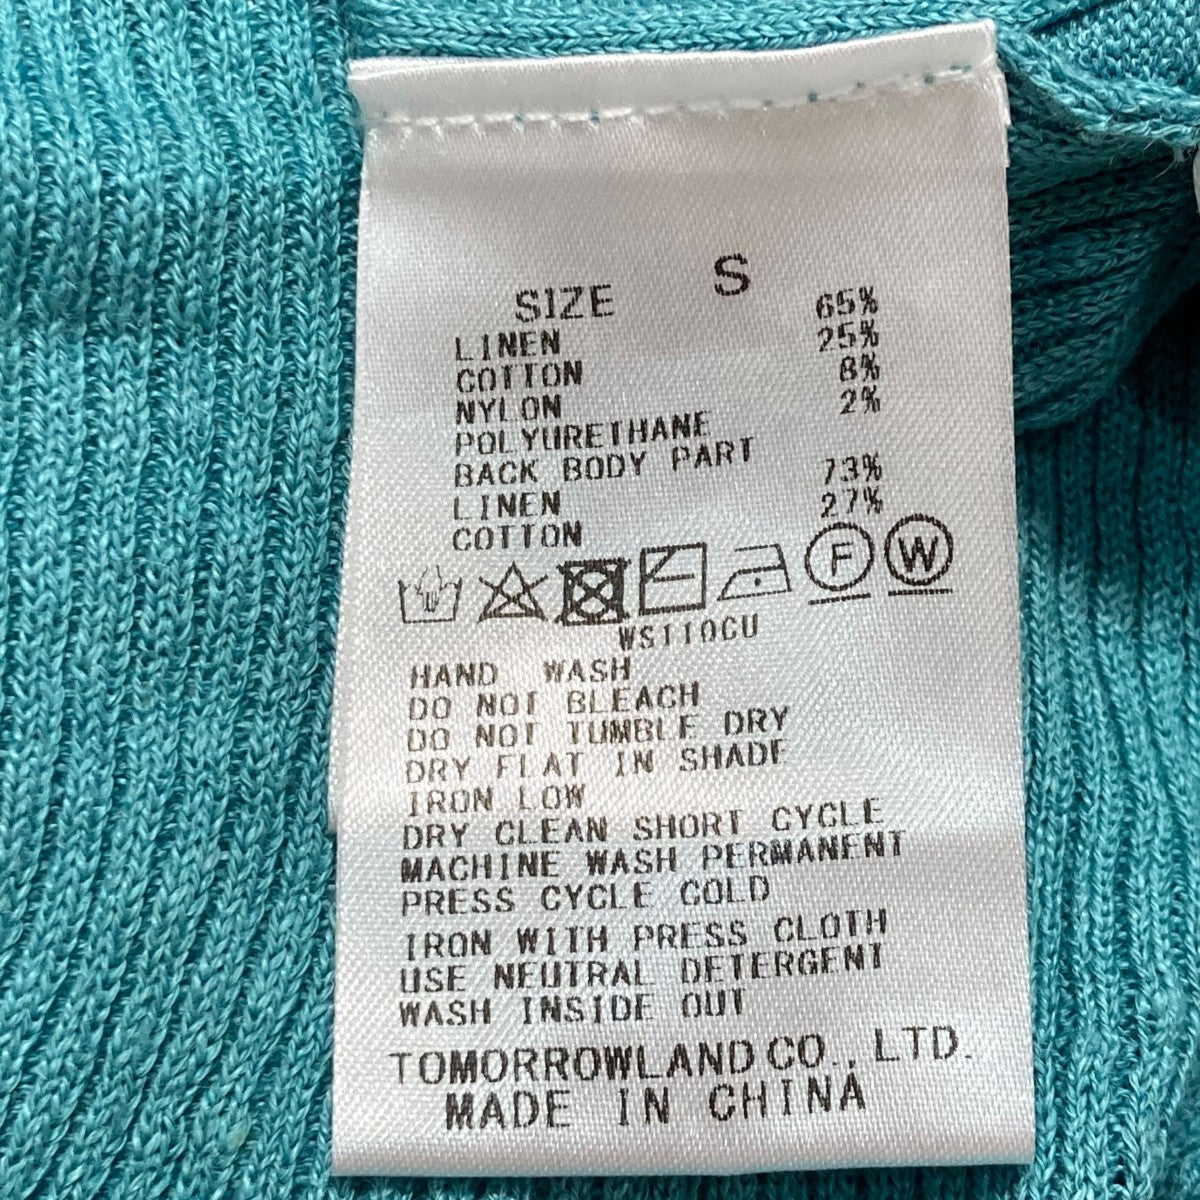 SIZE S
LINEN 65%
COTTON 25%
NYLON 8%
POLYURETHANE 2%
BACK BODY PART
LINEN 73%
COTTON 27%
F W
WS110CU
HAND WASH
DO NOT BLEACH
DO NOT TUMBLE DRY
DRY FLAT IN SHADE
IRON LOW
DRY CLEAN SHORT CYCLE
MACHINE WASH PERMANENT
PRESS CYCLE COLD
IRON WITH PRESS CLOTH
USE NEUTRAL DETERGENT
WASH INSIDE OUT
TOMORROWLAND CO., LTD.
MADE IN CHINA